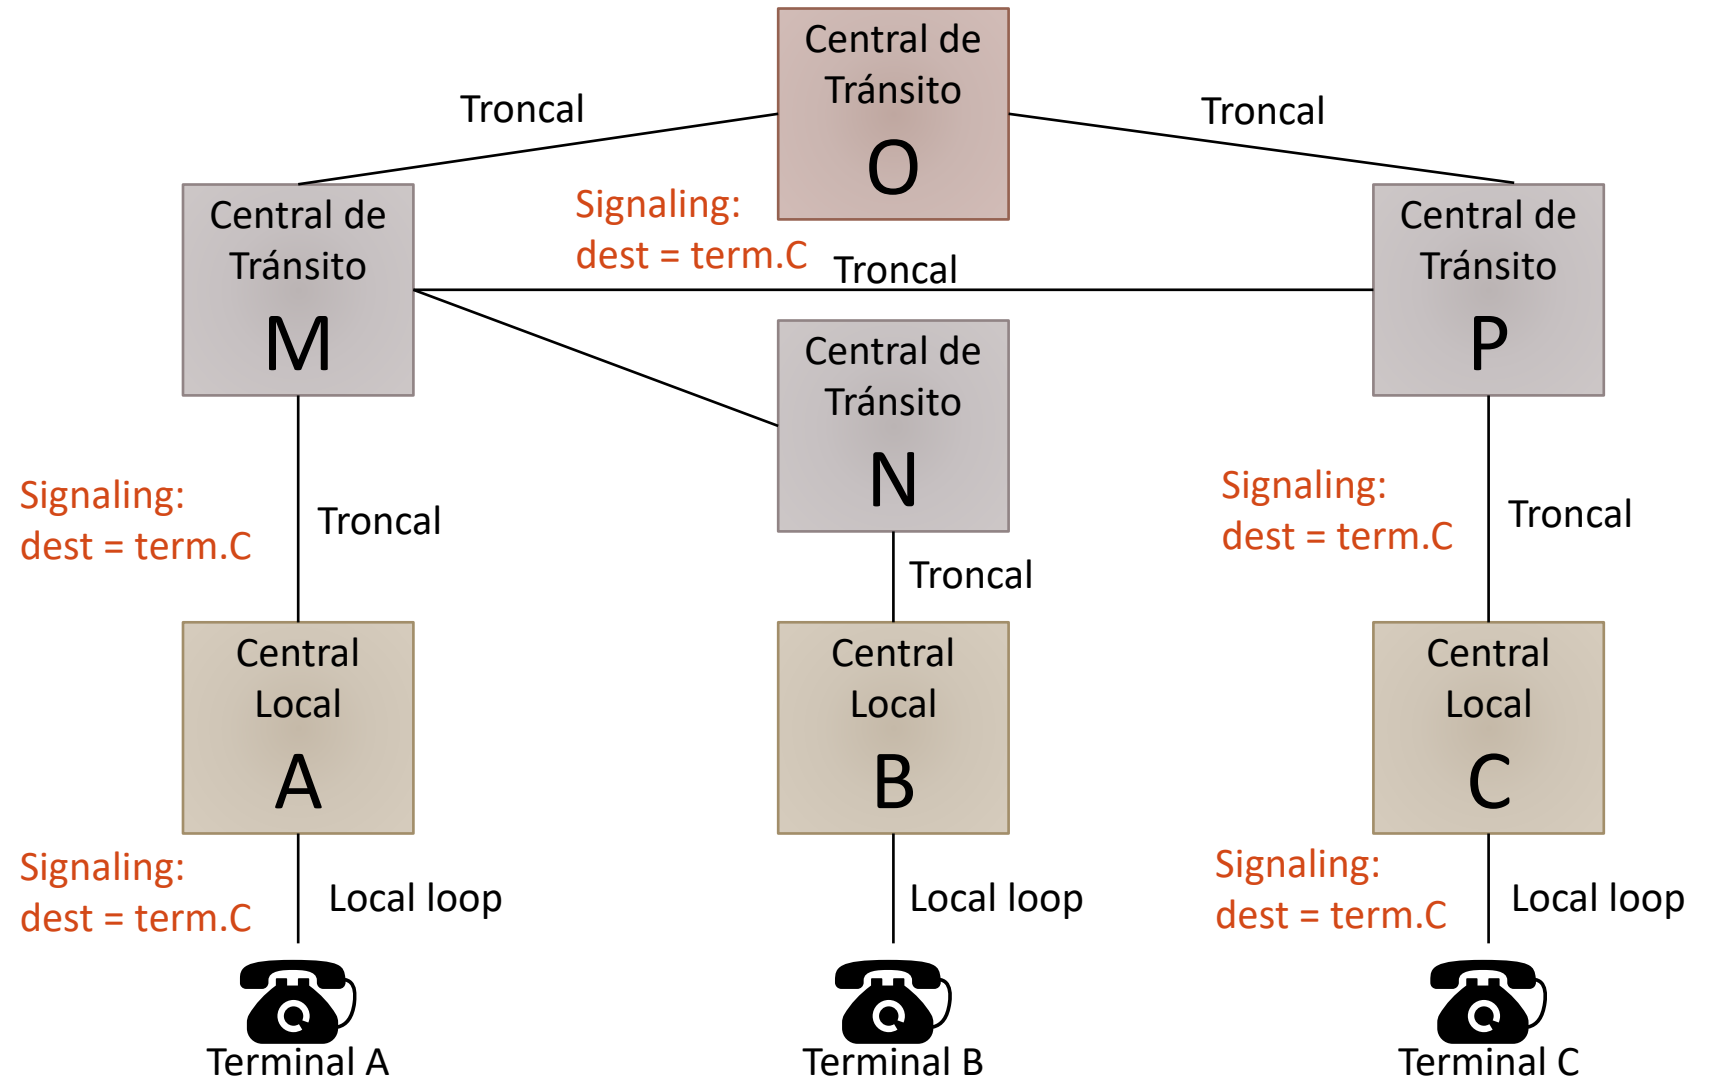 Central de
Tránsito
O
Troncal
Troncal
Central de
Tránsito
M
Signaling:
dest = term.C
Troncal
Central de
Tránsito
P
Central de
Tránsito
N
Signaling:
dest = term.C
Troncal
Troncal
Signaling:
dest = term.C
Troncal
Central
Local
A
Central
Local
B
Central
Local
C
Signaling:
dest = term.C
Local loop
Local loop
Signaling:
dest = term.C
Local loop
Terminal A
Terminal B
Terminal C